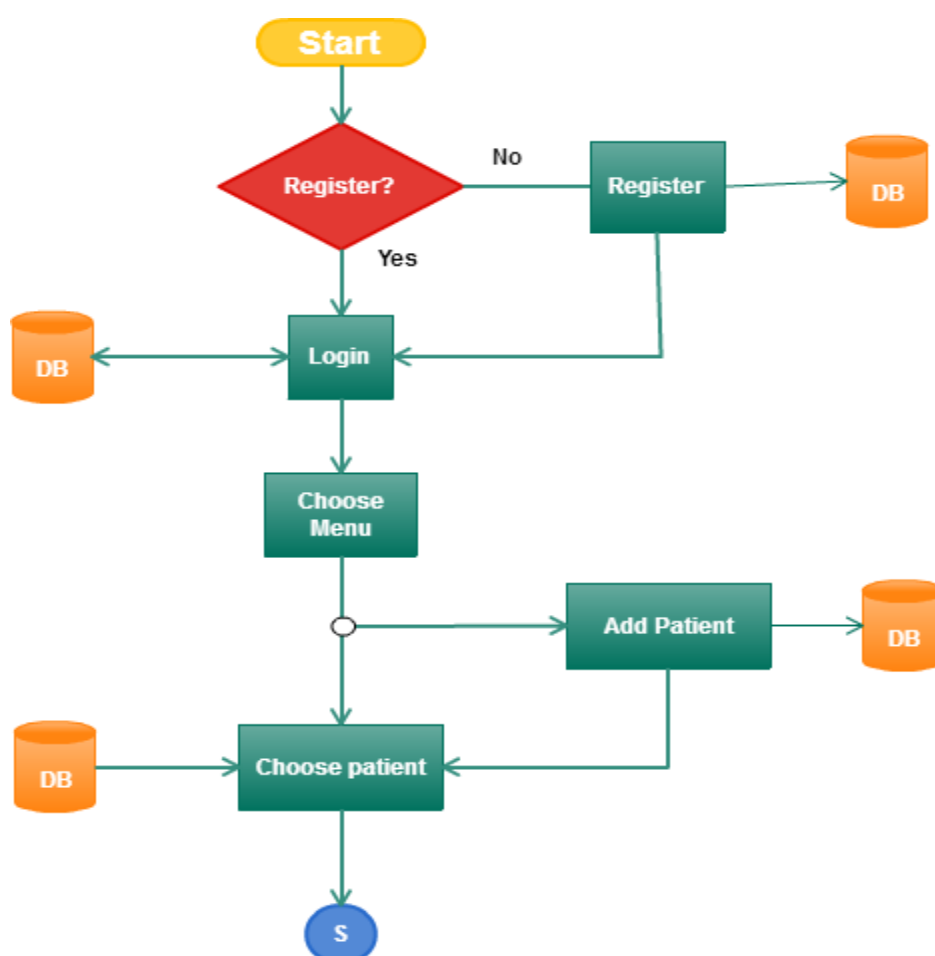 Start
No
Register?
Register
DB
Yes
DB
Login
Choose
Menu
Add Patient
DB
DB
Choose patient
S